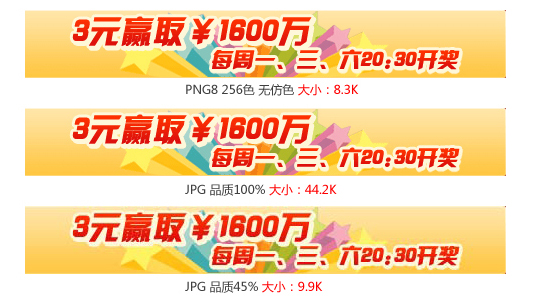 3元赢取￥1600万
每周一、三、六20:30开奖
PNG8 256色 无仿色 大小：8.3K
3元赢取￥1600万
每周一、三、六20:30开奖
JPG 品质100% 大小：44.2K
3元赢取￥1600万
每周一、三、六20:30开奖
JPG 品质45% 大小：9.9K